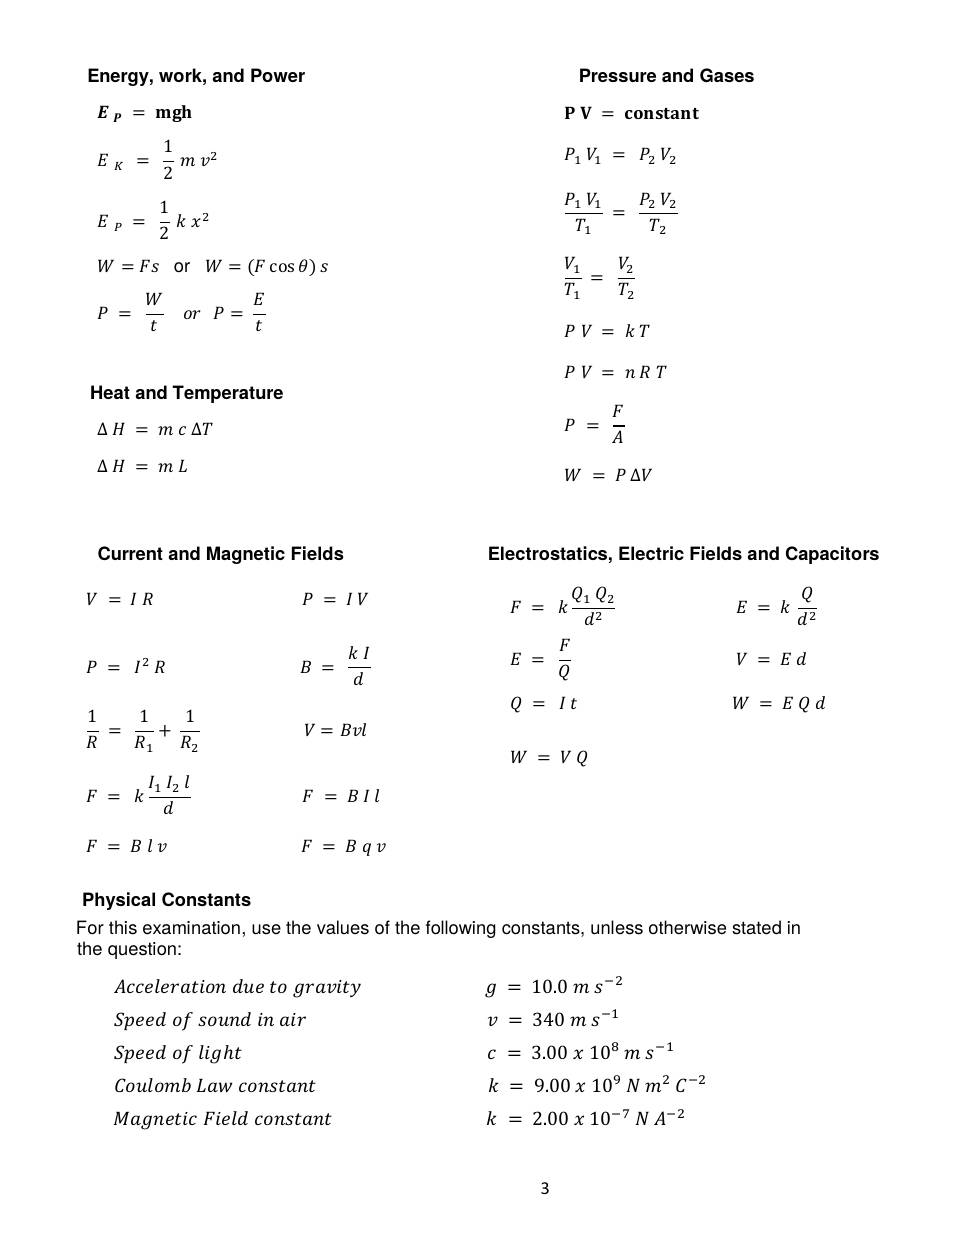 Energy, work, and Power
E P = mgh
E K = 1/2 m v²
E P = 1/2 k x²
W = Fs or W = (F cos θ) s
P = W/t or P = E/t
Heat and Temperature
Δ H = m c ΔT
Δ H = m L
Pressure and Gases
P V = constant
P₁ V₁ = P₂ V₂
P₁ V₁/T₁ = P₂ V₂/T₂
V₁/T₁ = V₂/T₂
P V = k T
P V = n R T
P = F/A
W = P ΔV
Current and Magnetic Fields
V = I R P = I V
P = I² R B = k I/d
1/R = 1/R₁ + 1/R₂ V = Bvl
F = k I₁ I₂ l/d F = B I l
F = B l v F = B q v
Electrostatics, Electric Fields and Capacitors
F = k Q₁ Q₂/d² E = k Q/d²
E = F/Q V = E d
Q = I t W = E Q d
W = V Q
Physical Constants
For this examination, use the values of the following constants, unless otherwise stated in
the question:
Acceleration due to gravity g = 10.0 m s⁻²
Speed of sound in air v = 340 m s⁻¹
Speed of light c = 3.00 x 10⁸ m s⁻¹
Coulomb Law constant k = 9.00 x 10⁹ N m² C⁻²
Magnetic Field constant k = 2.00 x 10⁻⁷ N A⁻²
3